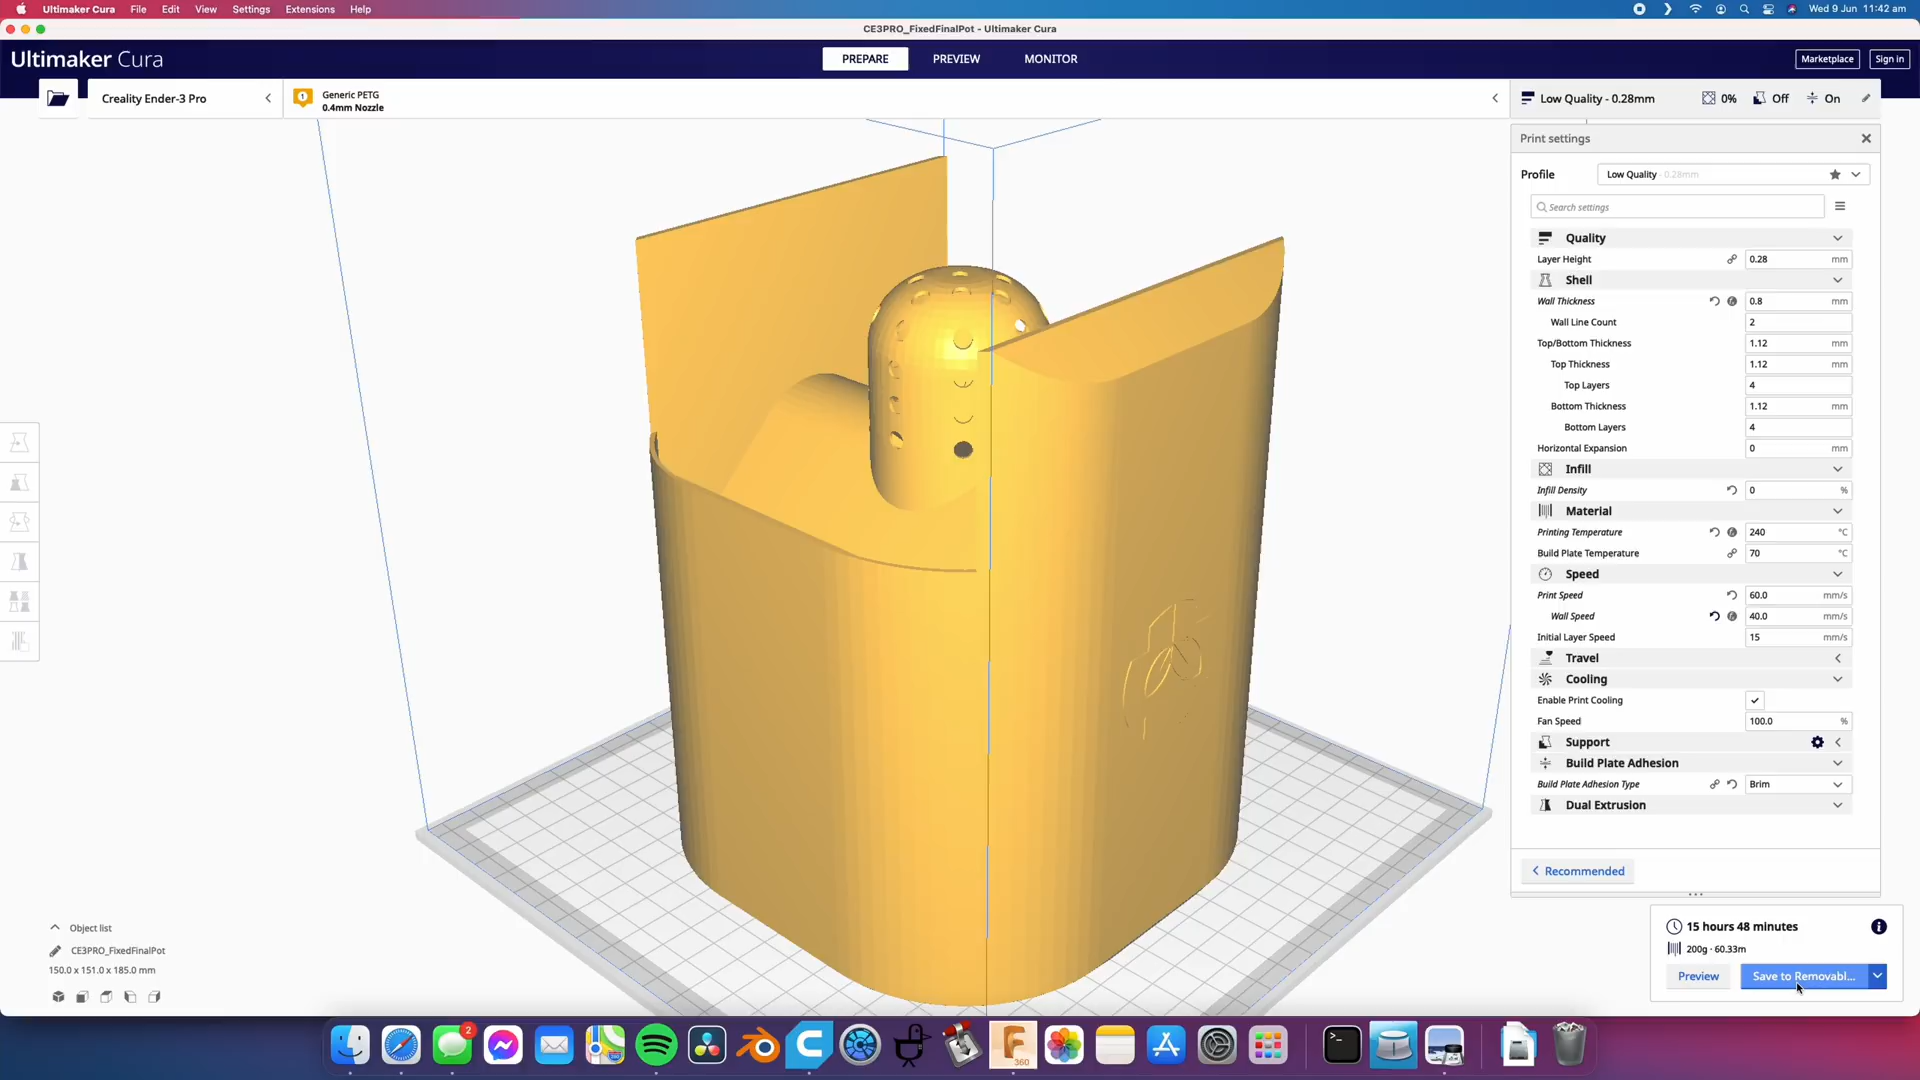 Ultimaker Cura File Edit View Settings Extensions Help
Wed 9 Jun 11:42 am
CE3PRO_FixedFinalPot - Ultimaker Cura
Ultimaker Cura
PREPARE PREVIEW MONITOR
Marketplace Sign in
Creality Ender-3 Pro
1
Generic PETG
0.4mm Nozzle
Low Quality - 0.28mm 0% Off On
Print settings
Profile Low Quality - 0.28mm
Search settings
Quality
Layer Height 0.28 mm
Shell
Wall Thickness 0.8 mm
Wall Line Count 2
Top/Bottom Thickness 1.12 mm
Top Thickness 1.12 mm
Top Layers 4
Bottom Thickness 1.12 mm
Bottom Layers 4
Horizontal Expansion 0 mm
Infill
Infill Density 0 %
Material
Printing Temperature 240 °C
Build Plate Temperature 70 °C
Speed
Print Speed 60.0 mm/s
Wall Speed 40.0 mm/s
Initial Layer Speed 15 mm/s
Travel
Cooling
Enable Print Cooling
Fan Speed 100.0 %
Support
Build Plate Adhesion
Build Plate Adhesion Type Brim
Dual Extrusion
Recommended
Object list
CE3PRO_FixedFinalPot
150.0 x 151.0 x 185.0 mm
15 hours 48 minutes
200g · 60.33m
Preview Save to Removabl...
2
F
360